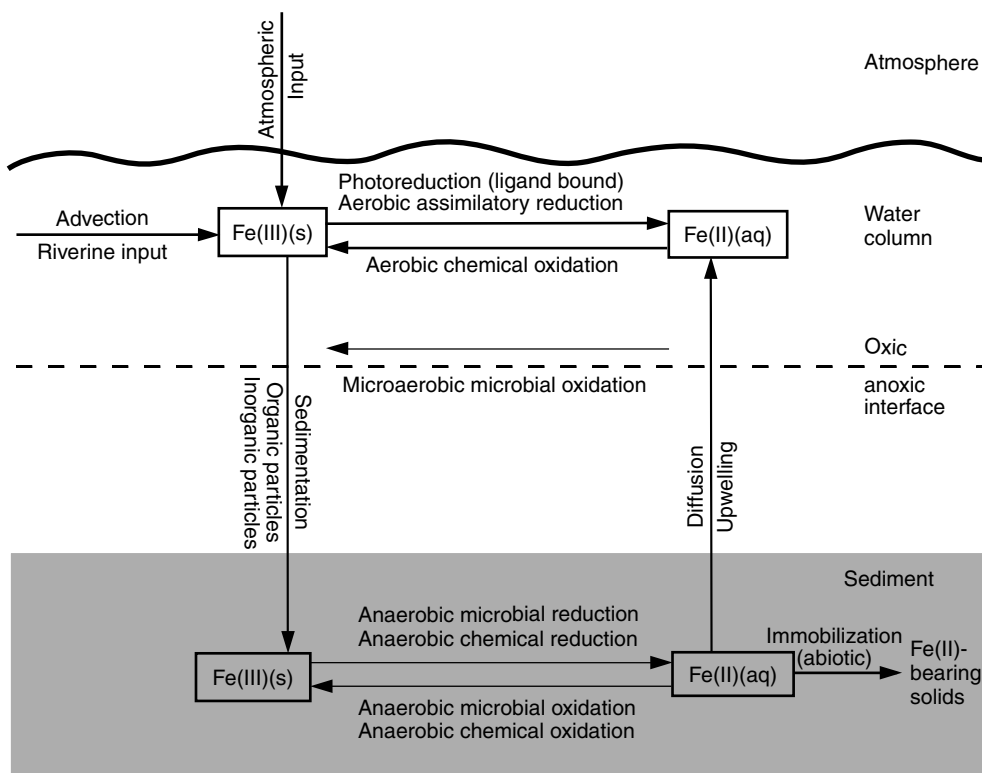 Atmospheric
Input
Atmosphere
Photoreduction (ligand bound)
Aerobic assimilatory reduction
Advection
Riverine input
Fe(III)(s)
Fe(II)(aq)
Water
column
Aerobic chemical oxidation
Oxic
Microaerobic microbial oxidation
anoxic
interface
Sedimentation
Organic particles
Inorganic particles
Diffusion
Upwelling
Sediment
Anaerobic microbial reduction
Anaerobic chemical reduction
Fe(III)(s)
Fe(II)(aq)
Immobilization
(abiotic)
Fe(II)-
bearing
solids
Anaerobic microbial oxidation
Anaerobic chemical oxidation